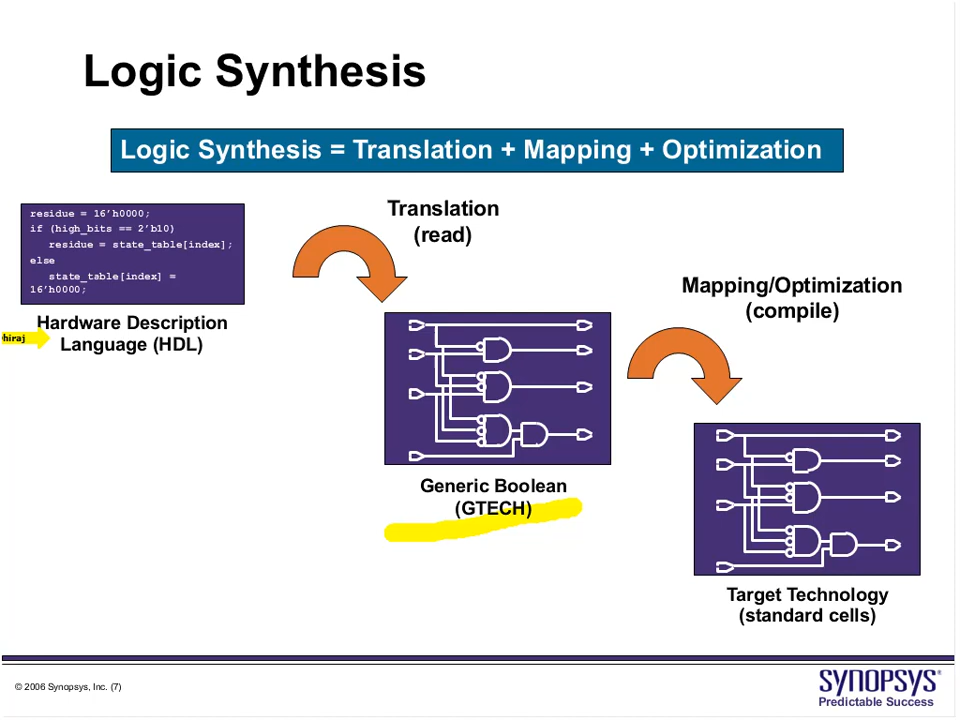 Logic Synthesis
Logic Synthesis = Translation + Mapping + Optimization
residue = 16’h0000;
if (high_bits == 2’b10)
residue = state_table[index];
else
state_table[index] =
16’h0000;
Hardware Description
Language (HDL)
Translation
(read)
Generic Boolean
(GTECH)
Mapping/Optimization
(compile)
Target Technology
(standard cells)
© 2006 Synopsys, Inc. (7)
SYNOPSYS®
Predictable Success